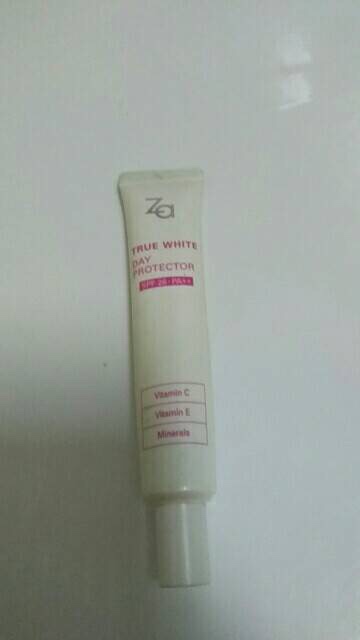 Za
TRUE WHITE
DAY
PROTECTOR
SPF 26 · PA++
Vitamin C
Vitamin E
Minerals